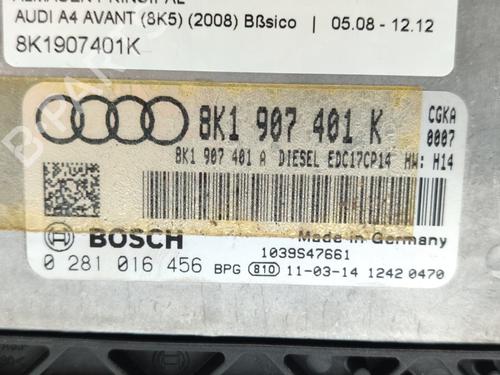 AUDI A4 AVANT (8K5) (2008) Bßsico | 05.08 - 12.12
8K1907401K
8K1 907 401 K
CGKA
0007
8K1 907 401 A DIESEL EDC17CP14 HW: H14
BOSCH
Made in Germany
1039S47661
0 281 016 456 BPG 810 11-03-14 1242 0470